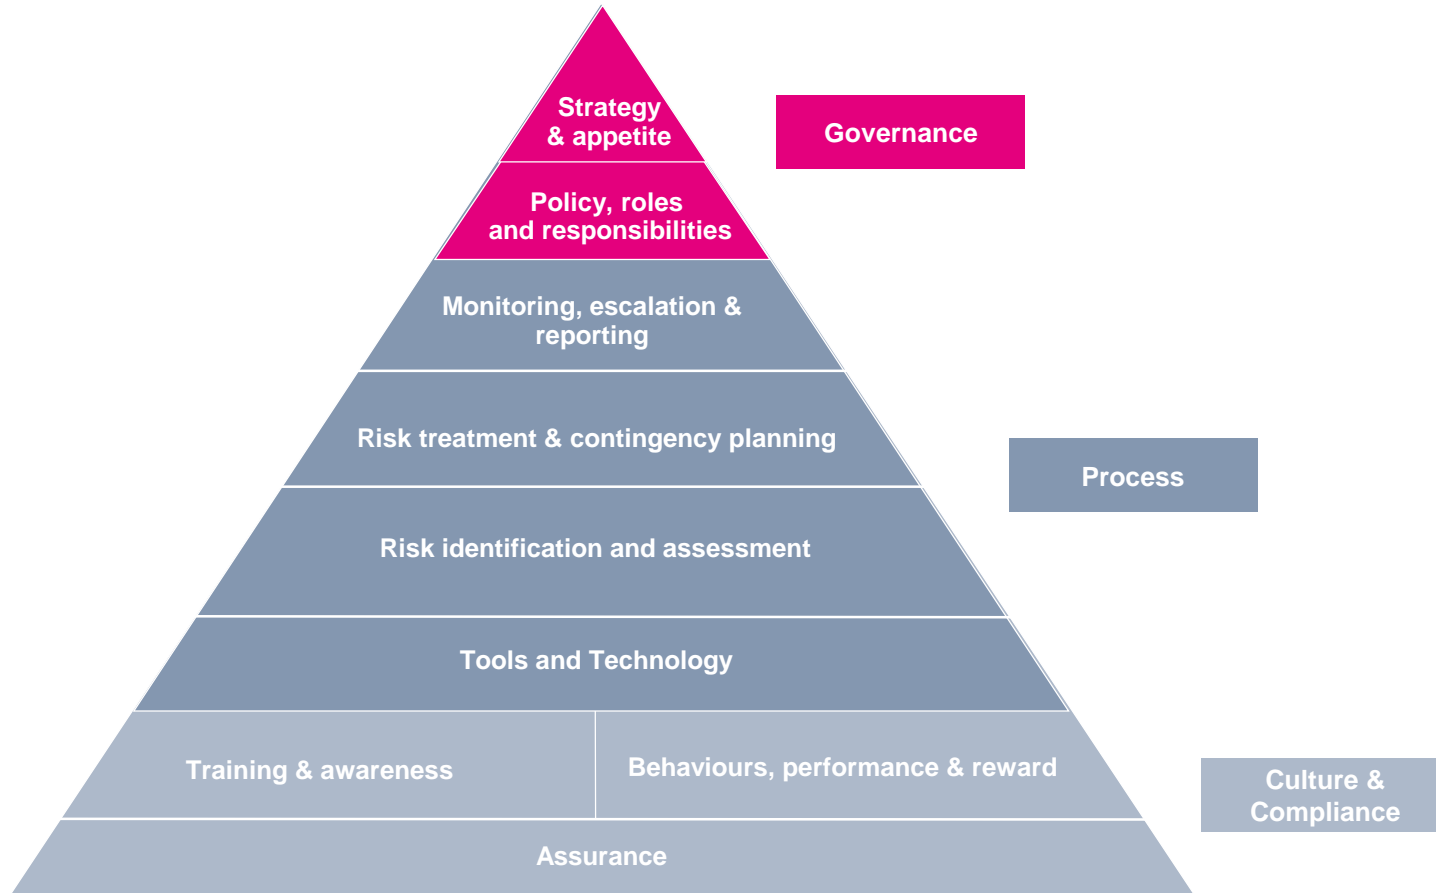 Strategy
& appetite
Governance
Policy, roles
and responsibilities
Monitoring, escalation &
reporting
Risk treatment & contingency planning
Process
Risk identification and assessment
Tools and Technology
Training & awareness
Behaviours, performance & reward
Culture &
Compliance
Assurance